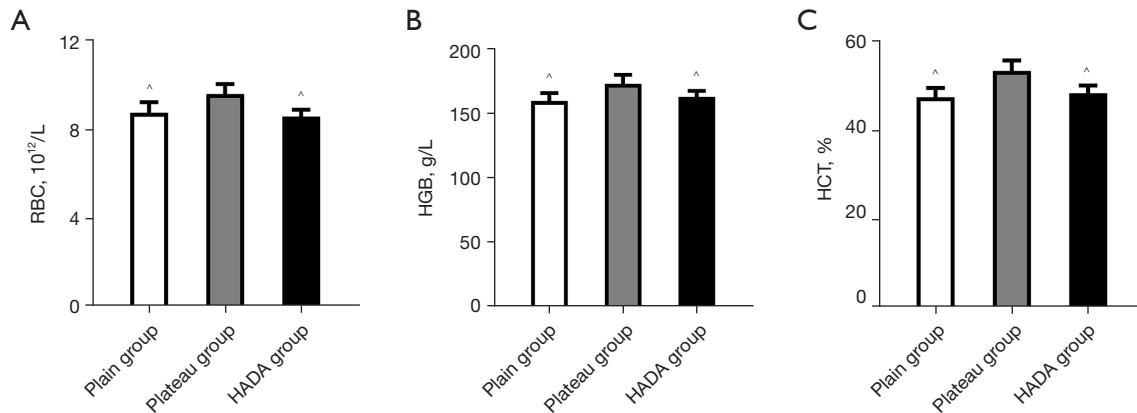 A
12
8
4
0
RBC, 10¹²/L
^
^
Plain group
Plateau group
HADA group
B
200
150
100
50
0
HGB, g/L
^
^
Plain group
Plateau group
HADA group
C
60
40
20
0
HCT, %
^
^
Plain group
Plateau group
HADA group